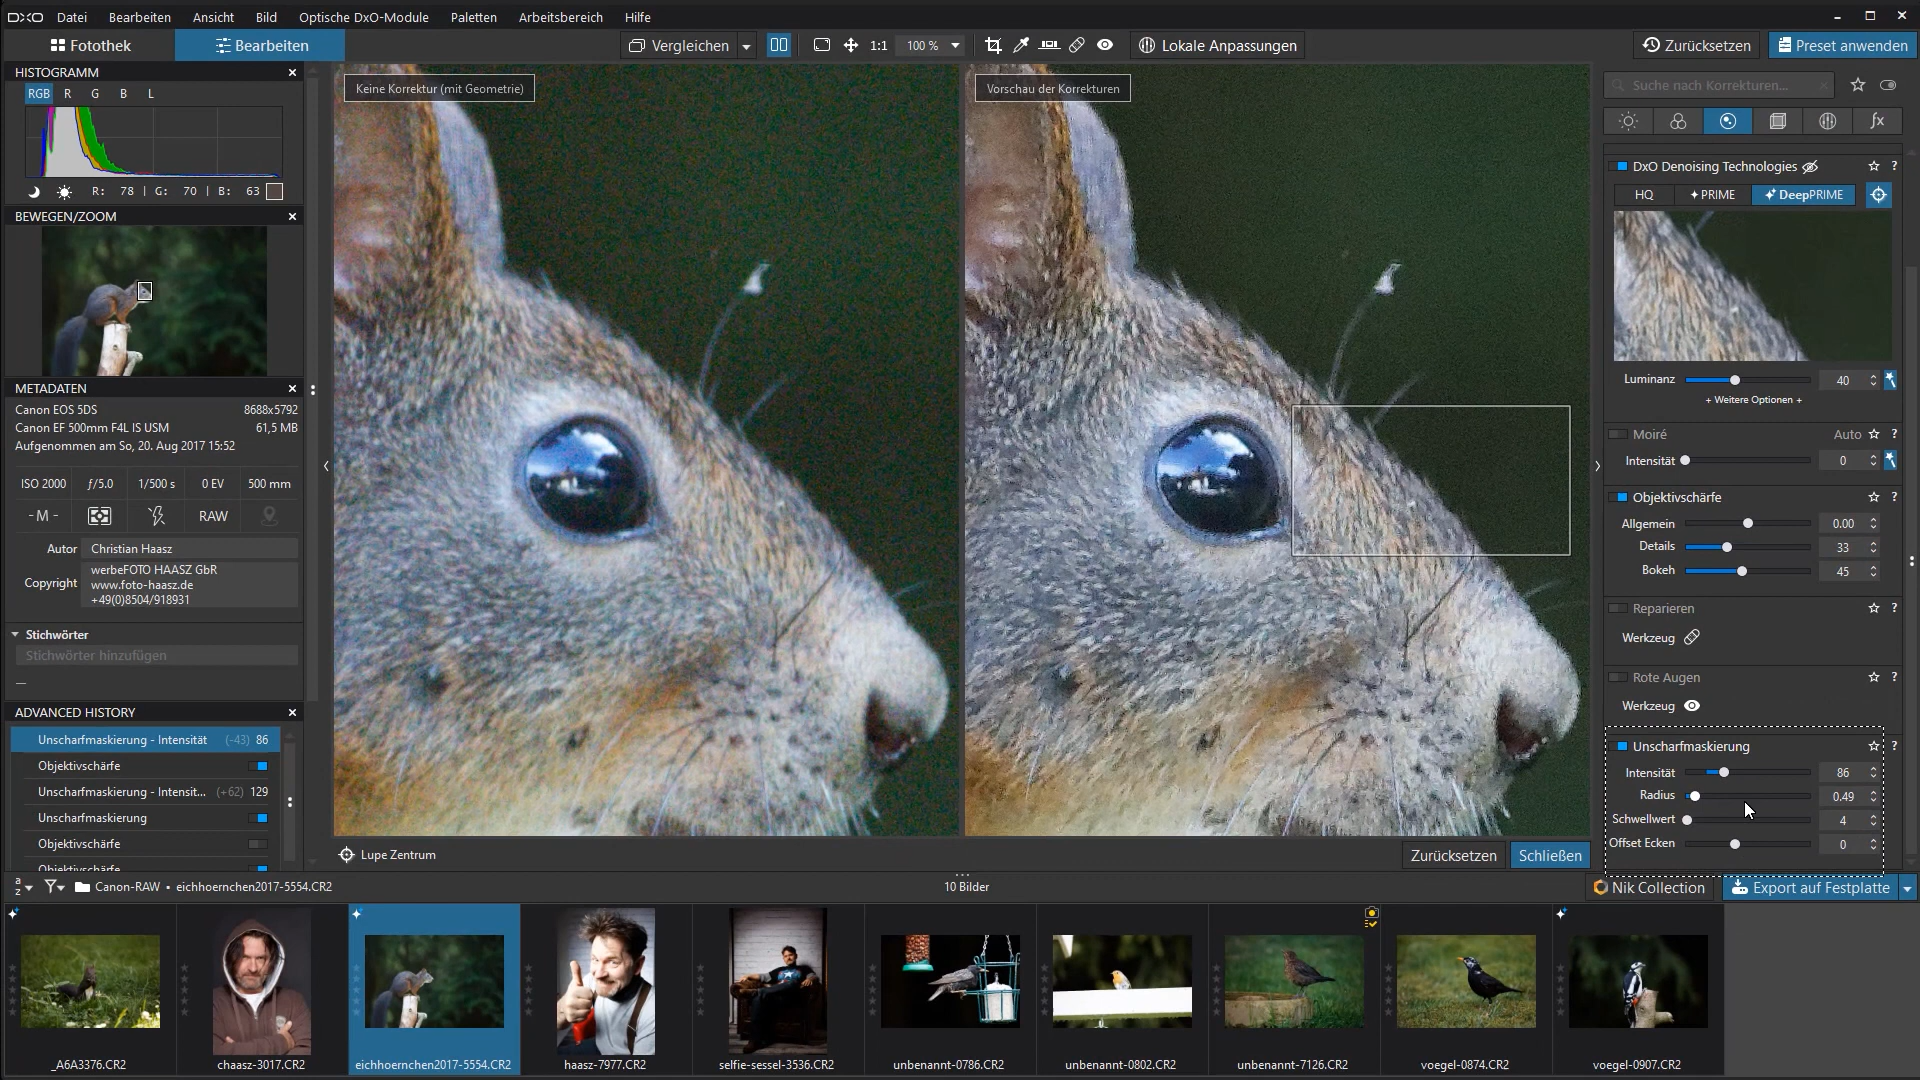 DXO Datei Bearbeiten Ansicht Bild Optische DxO-Module Paletten Arbeitsbereich Hilfe
Fotothek Bearbeiten Vergleichen 1:1 100 % Lokale Anpassungen Zurücksetzen Preset anwenden
HISTOGRAMM
RGB R G B L
R: 78 | G: 70 | B: 63
BEWEGEN/ZOOM
METADATEN
Canon EOS 5DS 8688x5792
Canon EF 500mm F4L IS USM 61,5 MB
Aufgenommen am So, 20. Aug 2017 15:52
ISO 2000 ƒ/5.0 1/500 s 0 EV 500 mm
- M - RAW
Autor Christian Haasz
Copyright werbeFOTO HAASZ GbR
www.foto-haasz.de
+49(0)8504/918931
Stichwörter
Stichwörter hinzufügen
—
ADVANCED HISTORY
Unscharfmaskierung - Intensität (-43) 86
Objektivschärfe
Unscharfmaskierung - Intensit... (+62) 129
Unscharfmaskierung
Objektivschärfe
Objektivschärfe
Keine Korrektur (mit Geometrie)
Vorschau der Korrekturen
Lupe Zentrum Zurücksetzen Schließen
Suche nach Korrekturen...
fx
DxO Denoising Technologies ?
HQ PRIME DeepPRIME
Luminanz 40
+ Weitere Optionen +
Moiré Auto ?
Intensität 0
Objektivschärfe ?
Allgemein 0.00
Details 33
Bokeh 45
Reparieren ?
Werkzeug
Rote Augen ?
Werkzeug
Unscharfmaskierung ?
Intensität 86
Radius 0.49
Schwellwert 4
Offset Ecken 0
a
z Canon-RAW • eichhoernchen2017-5554.CR2 10 Bilder Nik Collection Export auf Festplatte
_A6A3376.CR2 chaasz-3017.CR2 eichhoernchen2017-5554.CR2 haasz-7977.CR2 selfie-sessel-3536.CR2 unbenannt-0786.CR2 unbenannt-0802.CR2 unbenannt-7126.CR2 voegel-0874.CR2 voegel-0907.CR2